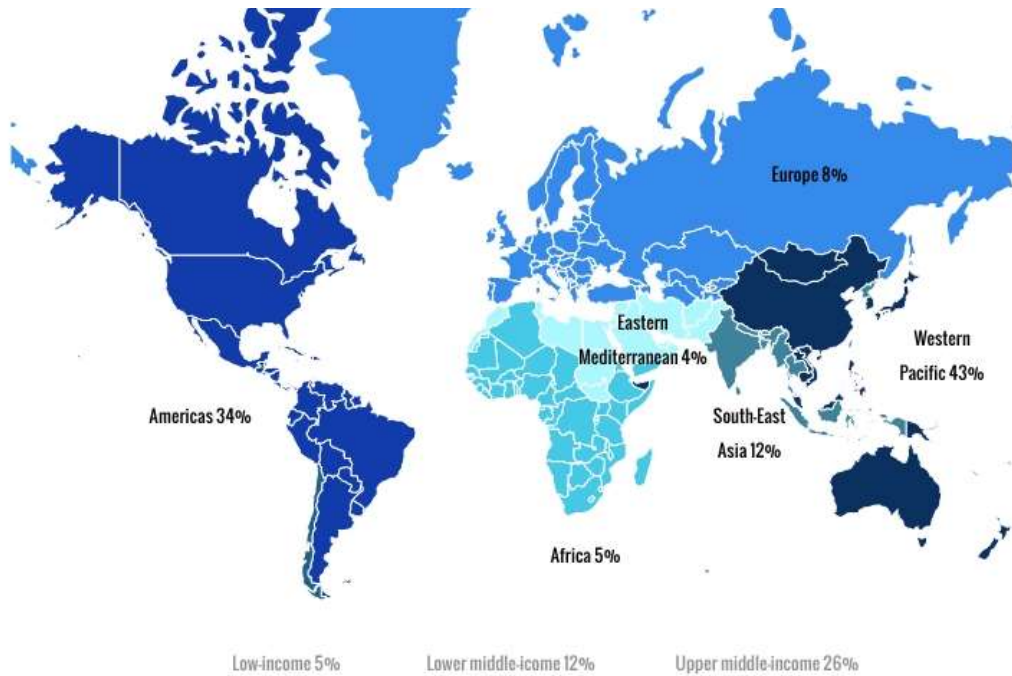 Europe 8%
Eastern
Mediterranean 4%
Western
Pacific 43%
Americas 34%
South-East
Asia 12%
Africa 5%
Low-income 5%
Lower middle-icome 12%
Upper middle-income 26%